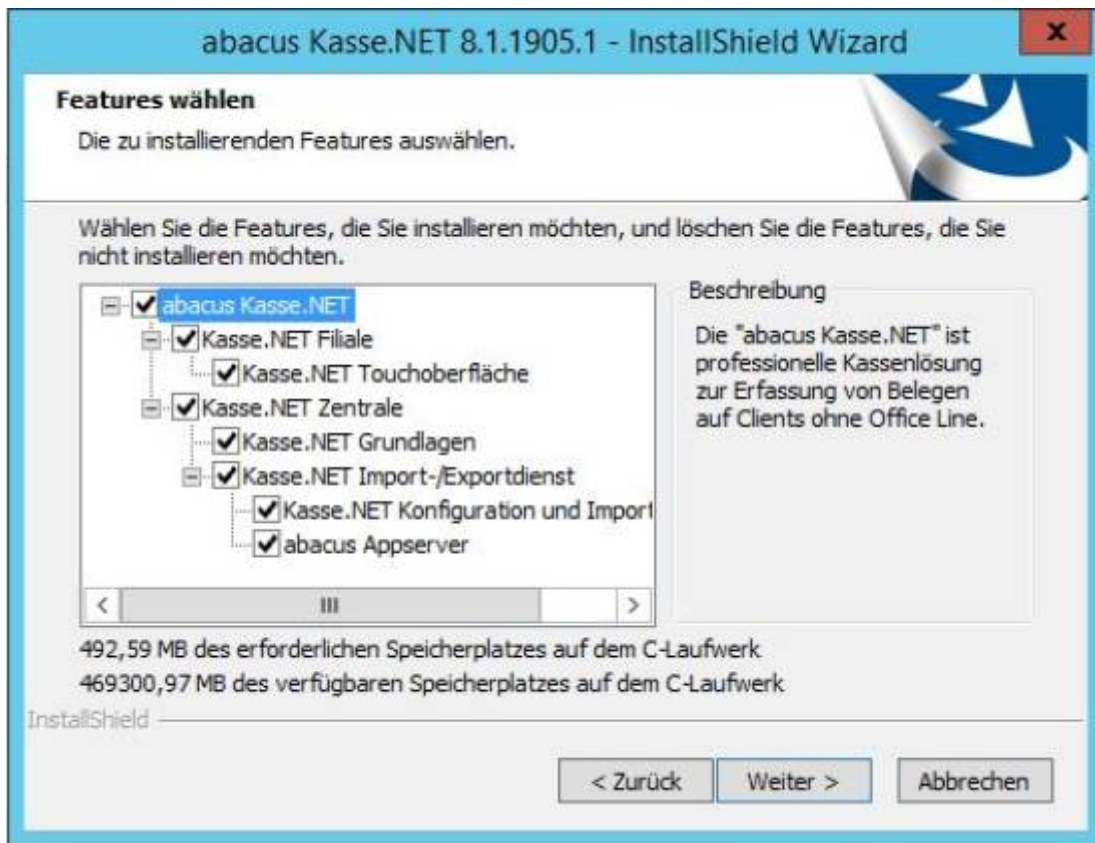 abacus Kasse.NET 8.1.1905.1 - InstallShield Wizard
x
Features wählen
Die zu installierenden Features auswählen.
Wählen Sie die Features, die Sie installieren möchten, und löschen Sie die Features, die Sie
nicht installieren möchten.
abacus Kasse.NET
Kasse.NET Filiale
Kasse.NET Touchoberfläche
Kasse.NET Zentrale
Kasse.NET Grundlagen
Kasse.NET Import-/Exportdienst
Kasse.NET Konfiguration und Import
abacus Appserver
Beschreibung
Die "abacus Kasse.NET" ist
professionelle Kassenlösung
zur Erfassung von Belegen
auf Clients ohne Office Line.
492,59 MB des erforderlichen Speicherplatzes auf dem C-Laufwerk
469300,97 MB des verfügbaren Speicherplatzes auf dem C-Laufwerk
InstallShield
< Zurück
Weiter >
Abbrechen